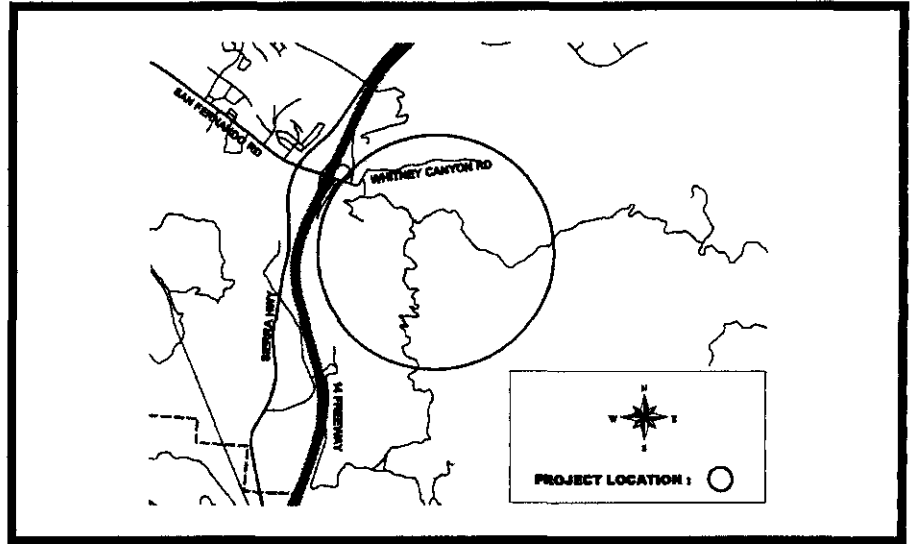 SAN FERNANDO RD
WHITNEY CANYON RD
SIERRA HWY
14 FREEWAY
N
W E
S
PROJECT LOCATION :